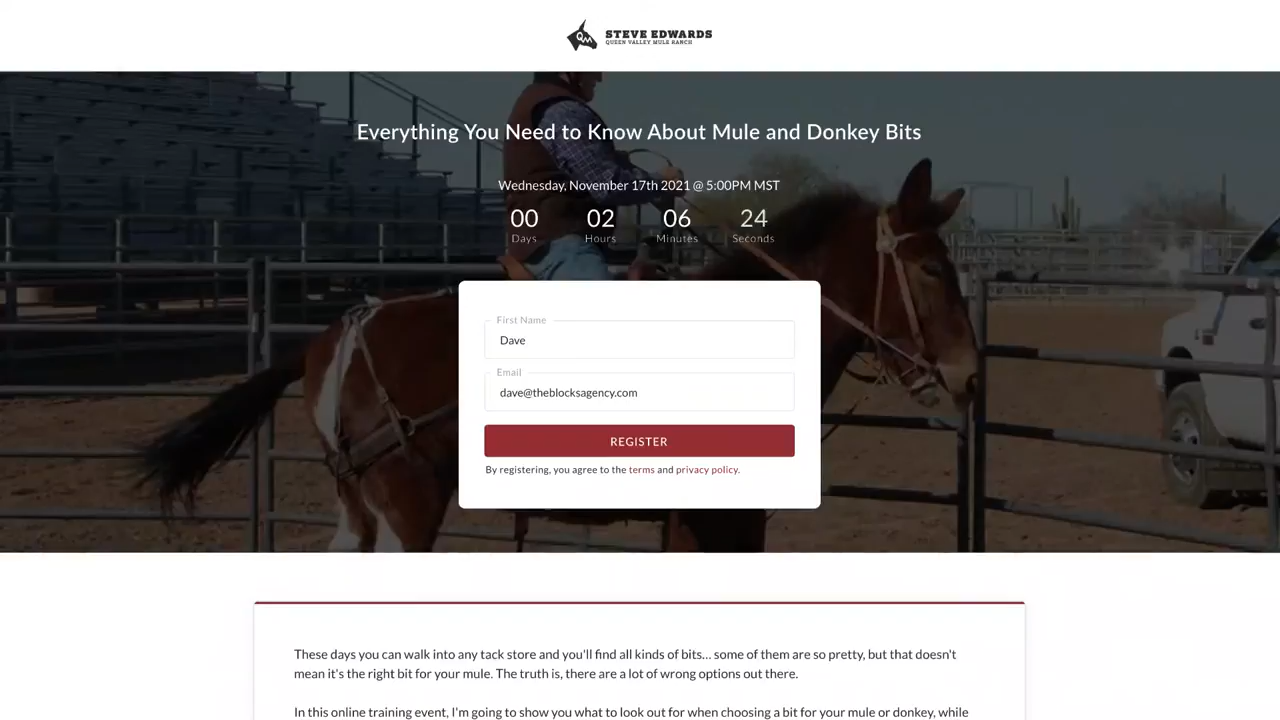 QM
STEVE EDWARDS
QUEEN VALLEY MULE RANCH
Everything You Need to Know About Mule and Donkey Bits
Wednesday, November 17th 2021 @ 5:00PM MST
00 02 06 24
Days Hours Minutes Seconds
First Name
Dave
Email
dave@theblocksagency.com
REGISTER
By registering, you agree to the terms and privacy policy.
These days you can walk into any tack store and you'll find all kinds of bits... some of them are so pretty, but that doesn't
mean it's the right bit for your mule. The truth is, there are a lot of wrong options out there.
In this online training event, I'm going to show you what to look out for when choosing a bit for your mule or donkey, while